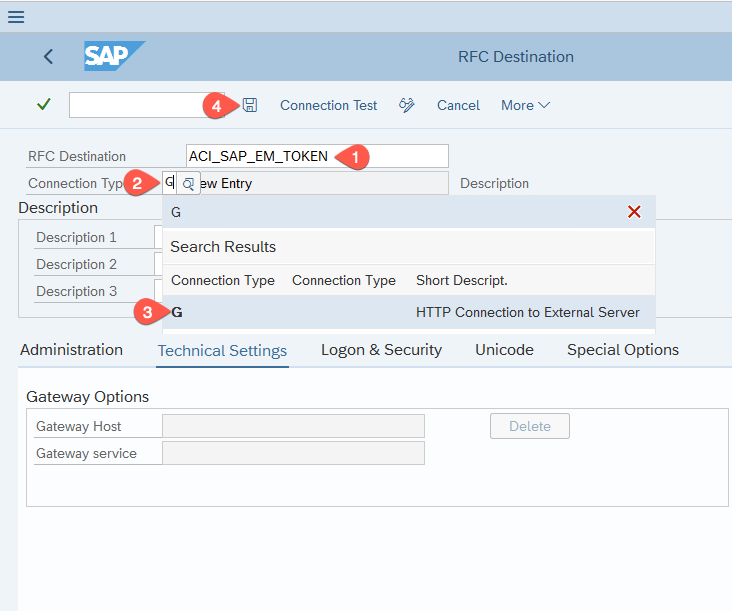 SAP RFC Destination
4 Connection Test Cancel More
RFC Destination ACI_SAP_EM_TOKEN 1
Connection Typ 2 G ew Entry Description
Description G
Search Results
Description 1
Description 2 Connection Type Connection Type Short Descript.
Description 3
3 G HTTP Connection to External Server
Administration Technical Settings Logon & Security Unicode Special Options
Gateway Options
Gateway Host Delete
Gateway service